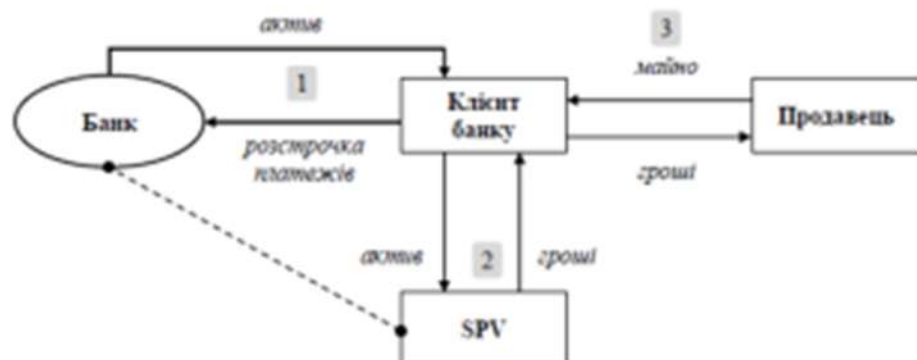 актив
3
1
майно
Банк
Клієнт
банку
Продавець
розстрочка
платежів
гроші
актив
2
гроші
SPV